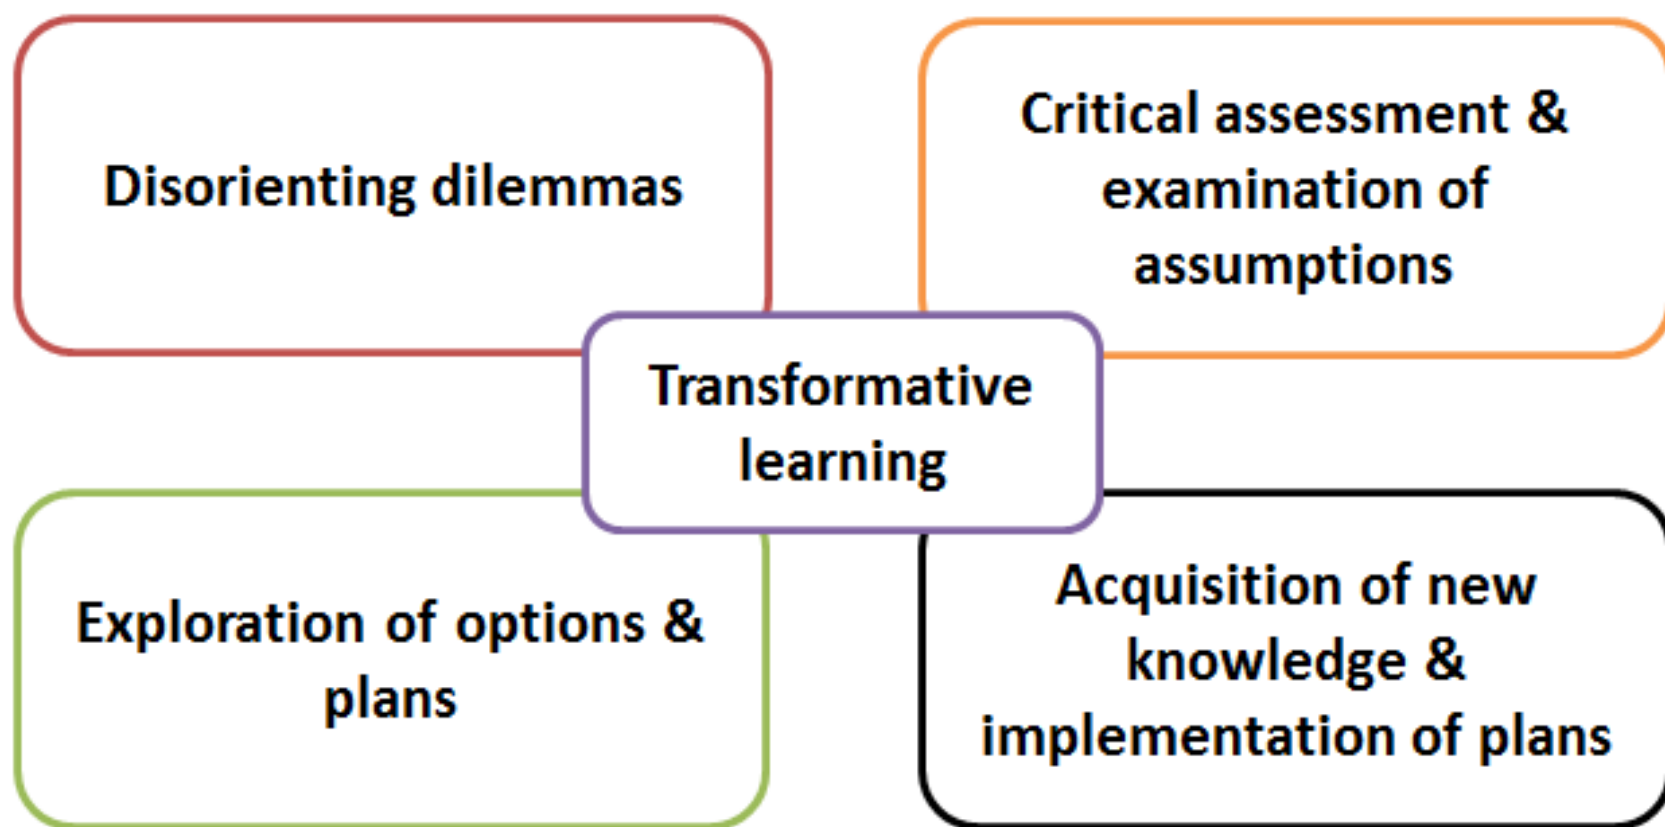 Disorienting dilemmas
Critical assessment &
examination of
assumptions
Transformative
learning
Exploration of options &
plans
Acquisition of new
knowledge &
implementation of plans